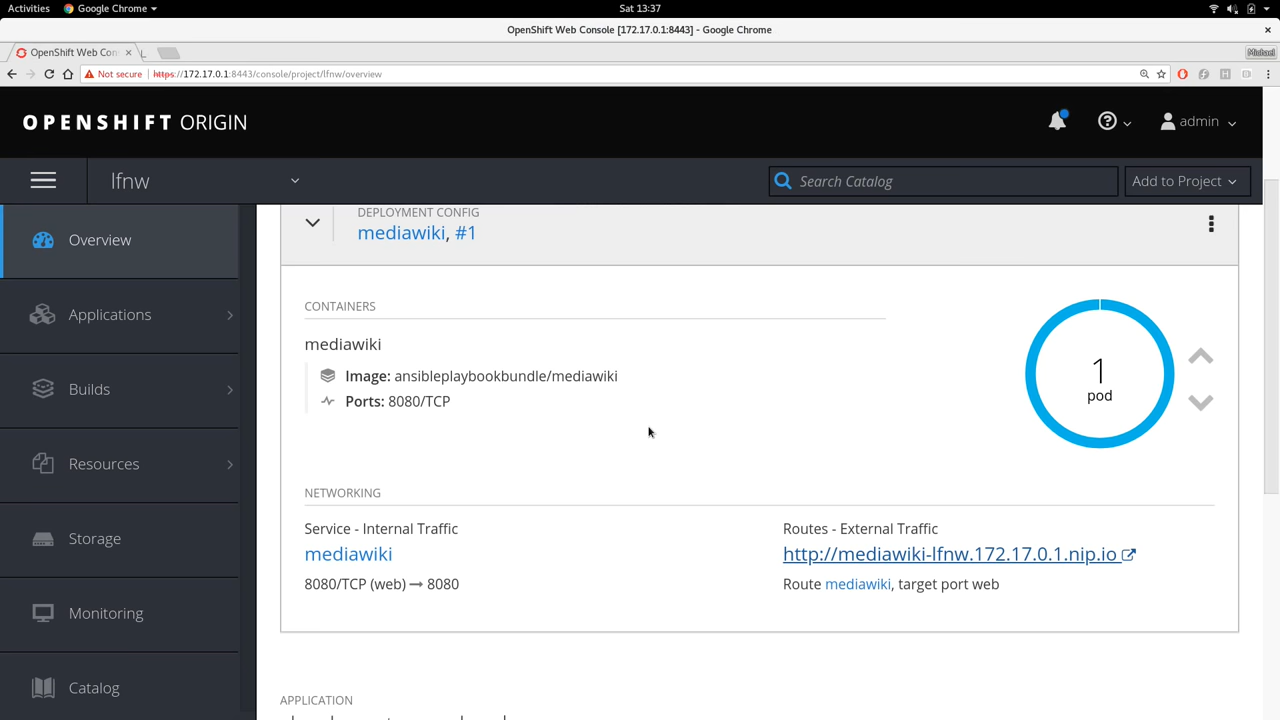 Activities Google Chrome Sat 13:37
OpenShift Web Console [172.17.0.1:8443] - Google Chrome
OpenShift Web Con Michael
Not secure https://172.17.0.1:8443/console/project/lfnw/overview
OPENSHIFT ORIGIN
admin
lfnw
Search Catalog
Add to Project
Overview
Applications
Builds
Resources
Storage
Monitoring
Catalog
DEPLOYMENT CONFIG
mediawiki, #1
CONTAINERS
mediawiki
Image: ansibleplaybookbundle/mediawiki
Ports: 8080/TCP
1
pod
NETWORKING
Service - Internal Traffic
mediawiki
8080/TCP (web) → 8080
Routes - External Traffic
http://mediawiki-lfnw.172.17.0.1.nip.io
Route mediawiki, target port web
APPLICATION